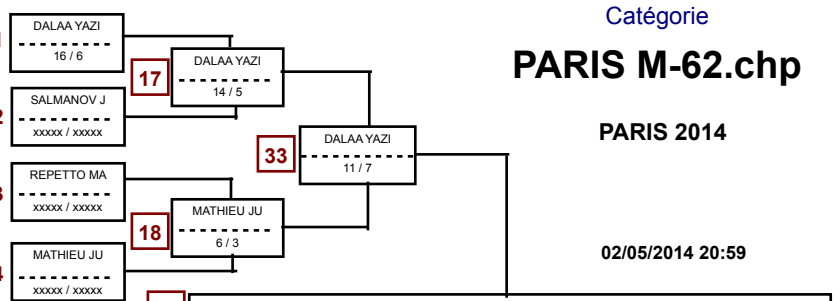 Catégorie
PARIS M-62.chp
PARIS 2014
02/05/2014 20:59
DALAA YAZI
16 / 6
2
SALMANOV J
xxxxx / xxxxx
REPETTO MA
xxxxx / xxxxx
4
MATHIEU JU
xxxxx / xxxxx
17
DALAA YAZI
14 / 5
18
MATHIEU JU
6 / 3
33
DALAA YAZI
11 / 7